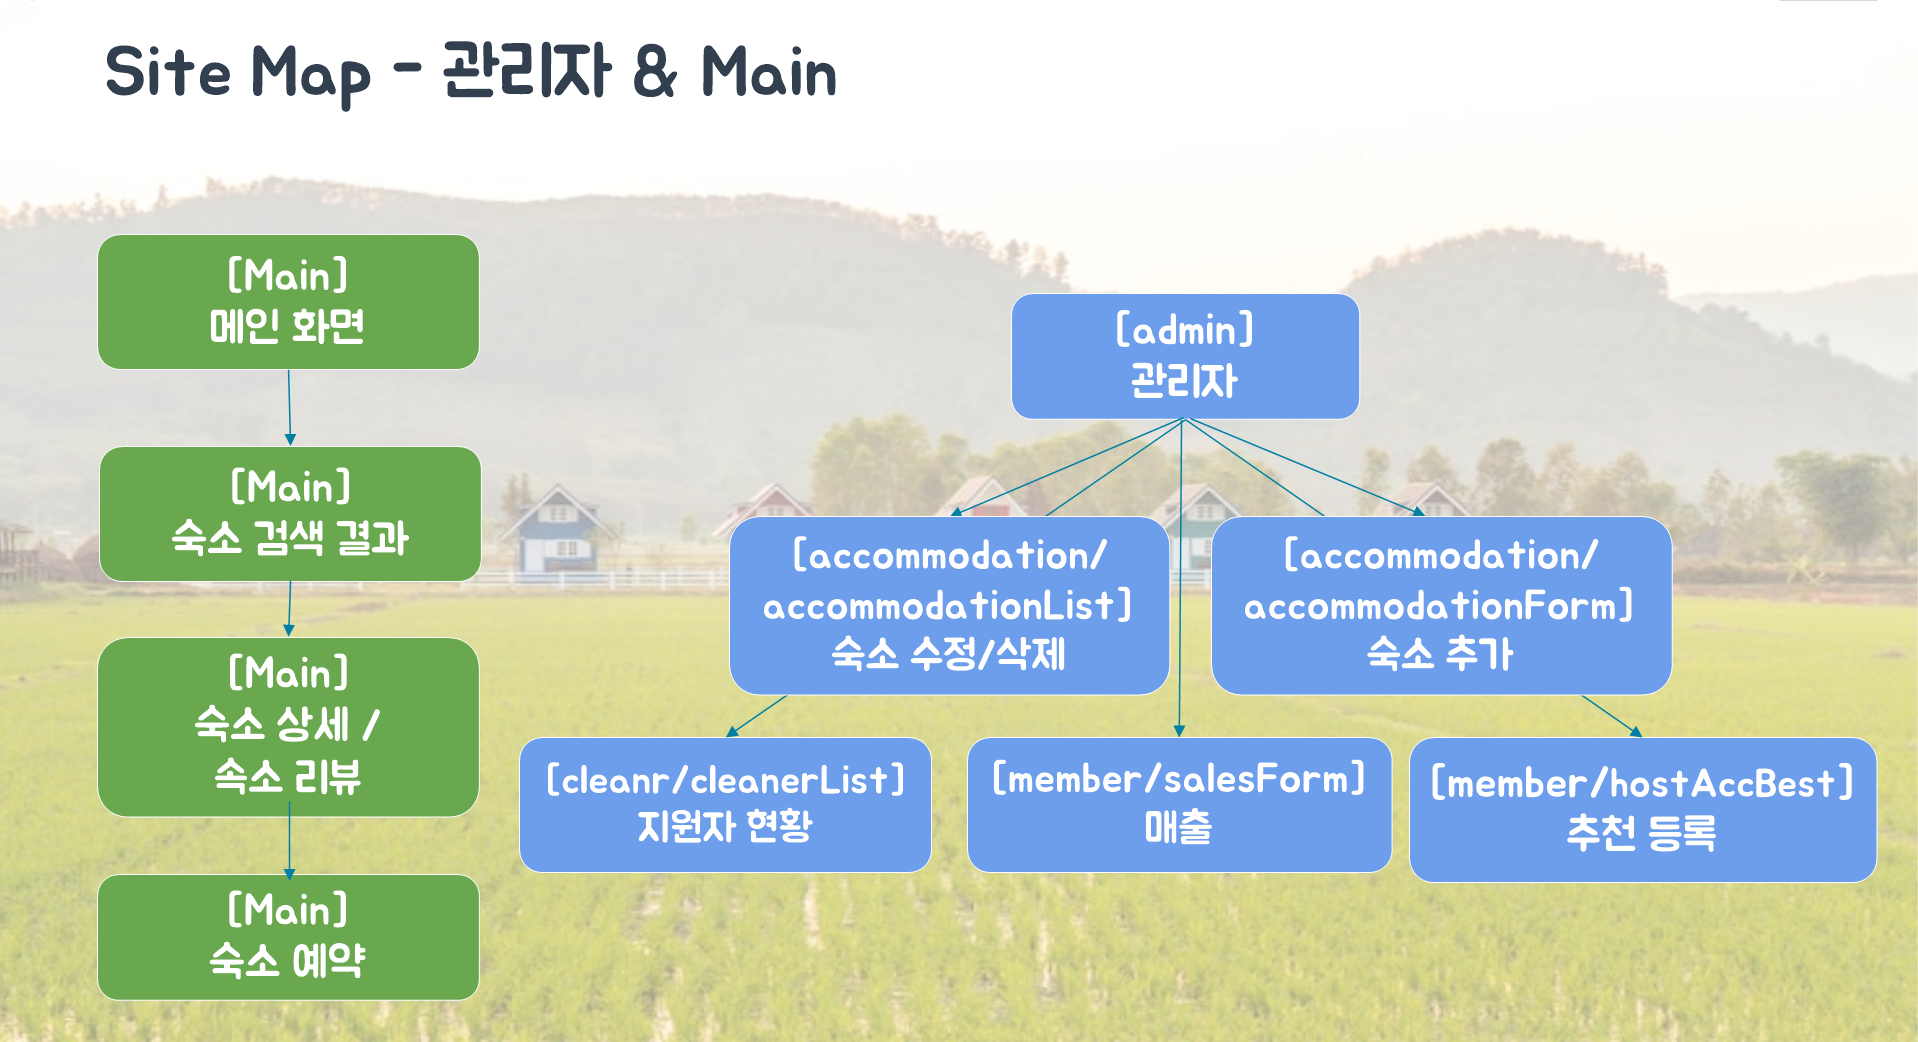 Site Map - 관리자 & Main
[Main]
메인 화면
[Main]
숙소 검색 결과
[Main]
숙소 상세 /
속소 리뷰
[Main]
숙소 예약
[admin]
관리자
[accommodation/
accommodationList]
숙소 수정/삭제
[accommodation/
accommodationForm]
숙소 추가
[cleanr/cleanerList]
지원자 현황
[member/salesForm]
매출
[member/hostAccBest]
추천 등록